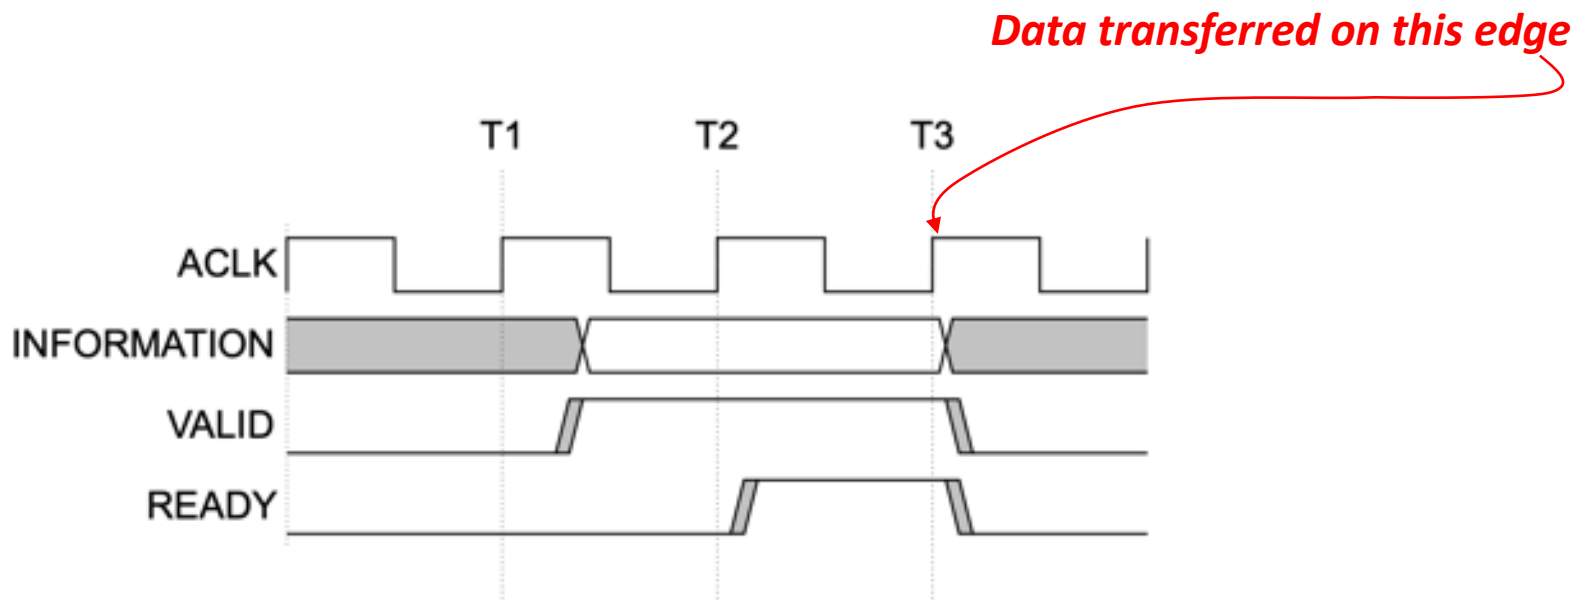 Data transferred on this edge
T1 T2 T3
ACLK
INFORMATION
VALID
READY